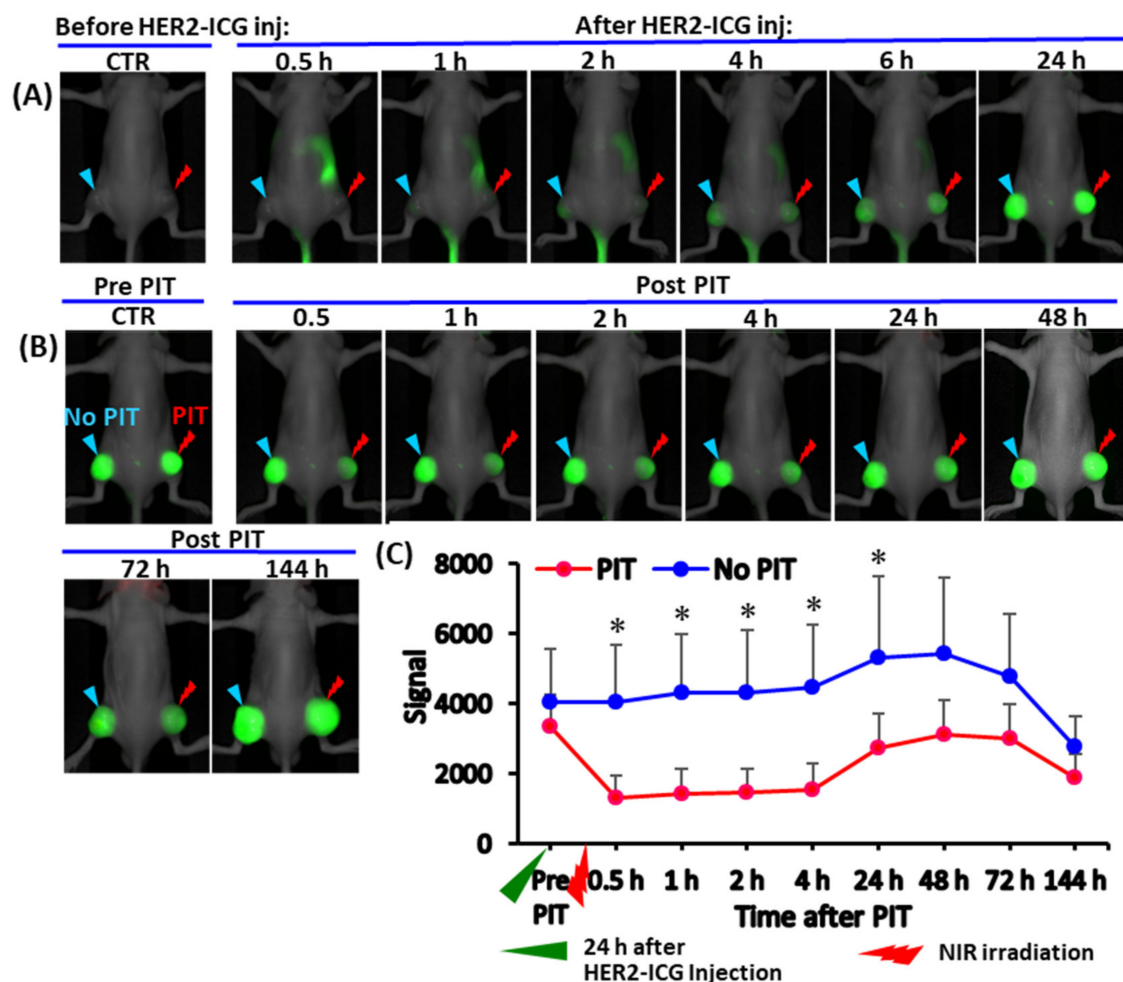 Before HER2-ICG inj:
After HER2-ICG inj:
CTR
0.5 h
1 h
2 h
4 h
6 h
24 h
(A)
Pre PIT
Post PIT
CTR
0.5
1 h
2 h
4 h
24 h
48 h
(B)
No PIT
PIT
Post PIT
72 h
144 h
(C)
PIT
No PIT
8000
6000
4000
2000
0
Signal
* * * * *
Pre PIT
0.5 h
1 h
2 h
4 h
24 h
48 h
72 h
144 h
Time after PIT
24 h after
HER2-ICG Injection
NIR irradiation